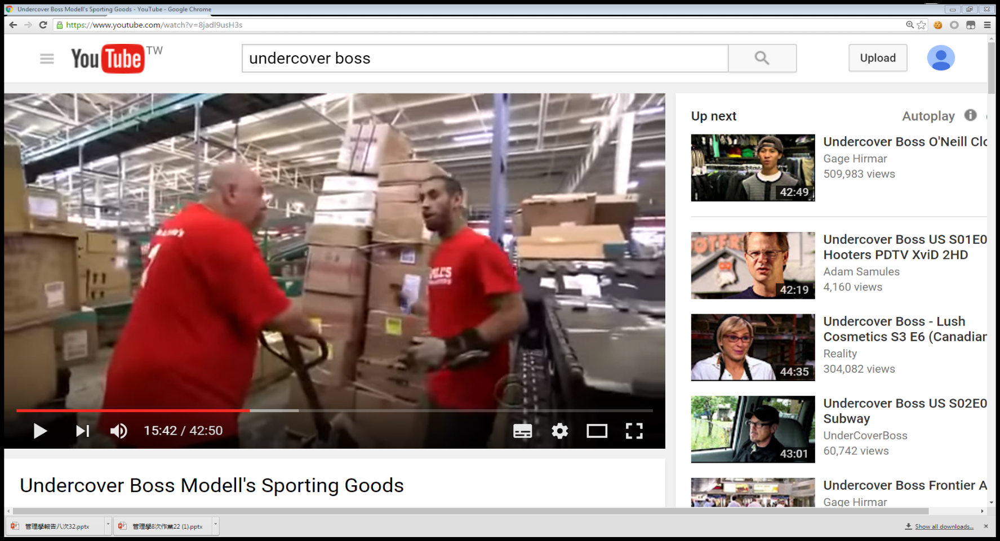 Undercover Boss Modell's Sporting Goods - YouTube - Google Chrome
https://www.youtube.com/watch?v=8jadl9usH3s
YouTube TW
undercover boss
Upload
Up next
Autoplay
Undercover Boss O'Neill Clo
Gage Hirmar
509,983 views
42:49
Undercover Boss US S01E0
Hooters PDTV XviD 2HD
Adam Samules
4,160 views
42:19
Undercover Boss - Lush
Cosmetics S3 E6 (Canadian
Reality
304,082 views
44:35
Undercover Boss US S02E0
Subway
UnderCoverBoss
60,742 views
43:01
Undercover Boss Frontier A
Gage Hirmar
15:42 / 42:50
Undercover Boss Modell's Sporting Goods
管理學報告八次32.pptx
管理學8次作業22 (1).pptx
Show all downloads...